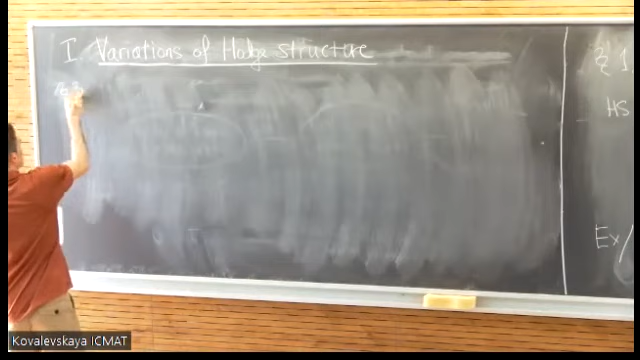 I. Variations of Hodge structure
§ 1
HS
Ex/
Kovalevskaya ICMAT